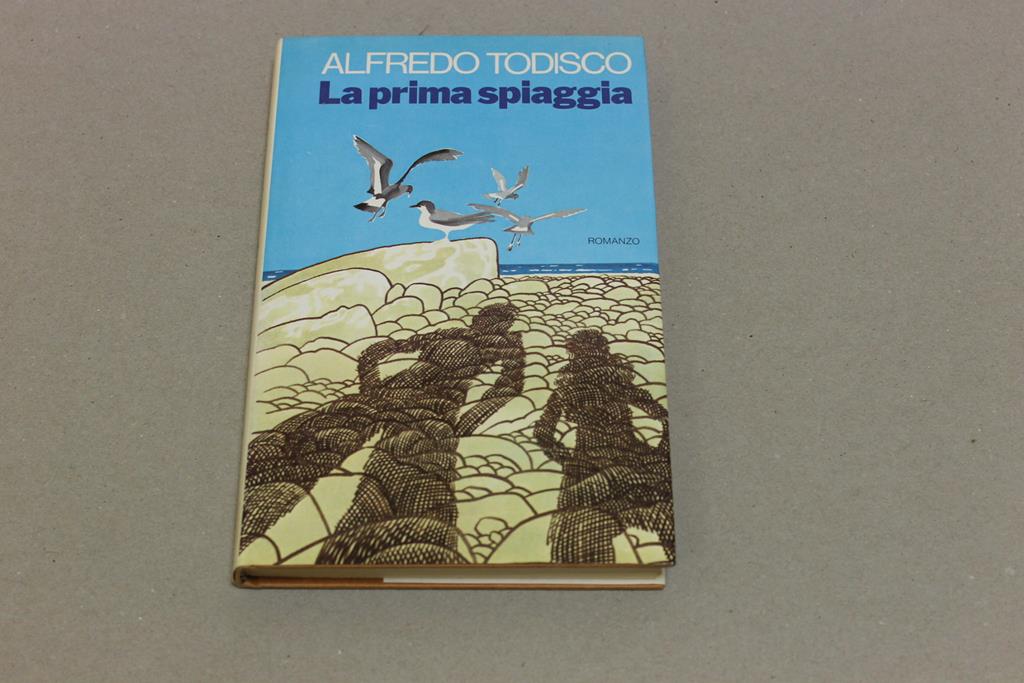 ALFREDO TODISCO
La prima spiaggia
ROMANZO